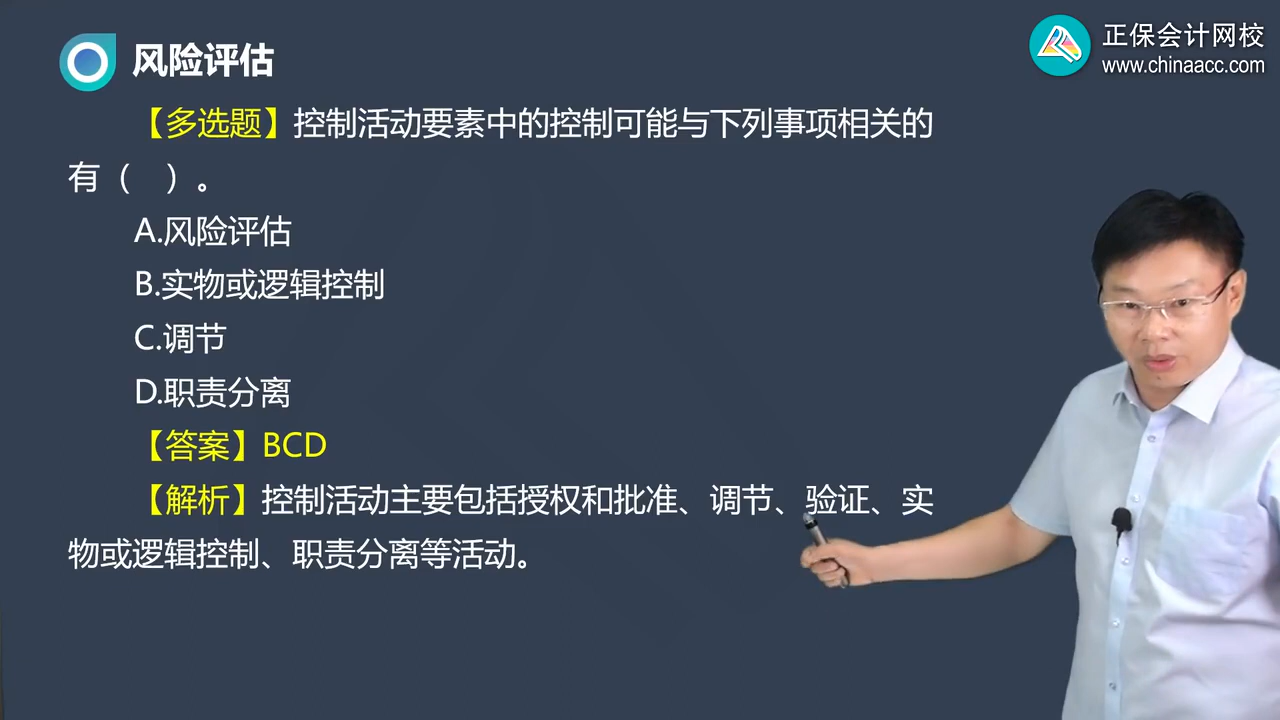 风险评估
正保会计网校
www.chinaacc.com
【多选题】控制活动要素中的控制可能与下列事项相关的
有（ ）。
A.风险评估
B.实物或逻辑控制
C.调节
D.职责分离
【答案】BCD
【解析】控制活动主要包括授权和批准、调节、验证、实
物或逻辑控制、职责分离等活动。